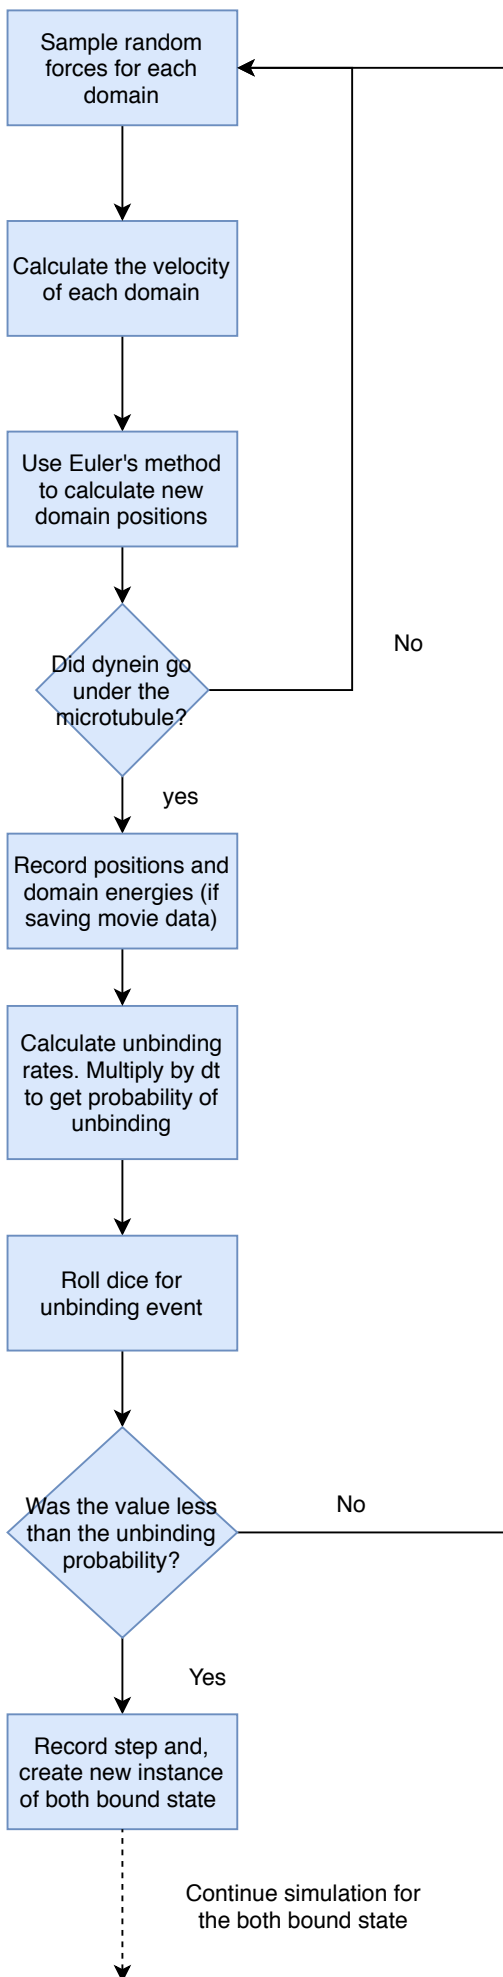 Sample random
forces for each
domain
Calculate the velocity
of each domain
Use Euler's method
to calculate new
domain positions
Did dynein go
under the
microtubule?
No
yes
Record positions and
domain energies (if
saving movie data)
Calculate unbinding
rates. Multiply by dt
to get probability of
unbinding
Roll dice for
unbinding event
Was the value less
than the unbinding
probability?
No
Yes
Record step and,
create new instance
of both bound state
Continue simulation for
the both bound state